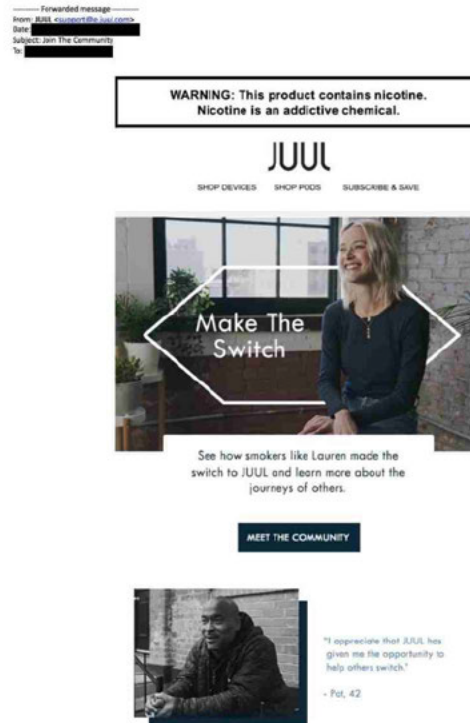 ---------- Forwarded message ----------
From: JUUL <support@e.juul.com>
Date:
Subject: Join The Community
To:
WARNING: This product contains nicotine.
Nicotine is an addictive chemical.
JUUL
SHOP DEVICES SHOP PODS SUBSCRIBE & SAVE
Make The
Switch
See how smokers like Lauren made the
switch to JUUL and learn more about the
journeys of others.
MEET THE COMMUNITY
"I appreciate that JUUL has
given me the opportunity to
help others switch."
- Pat, 42